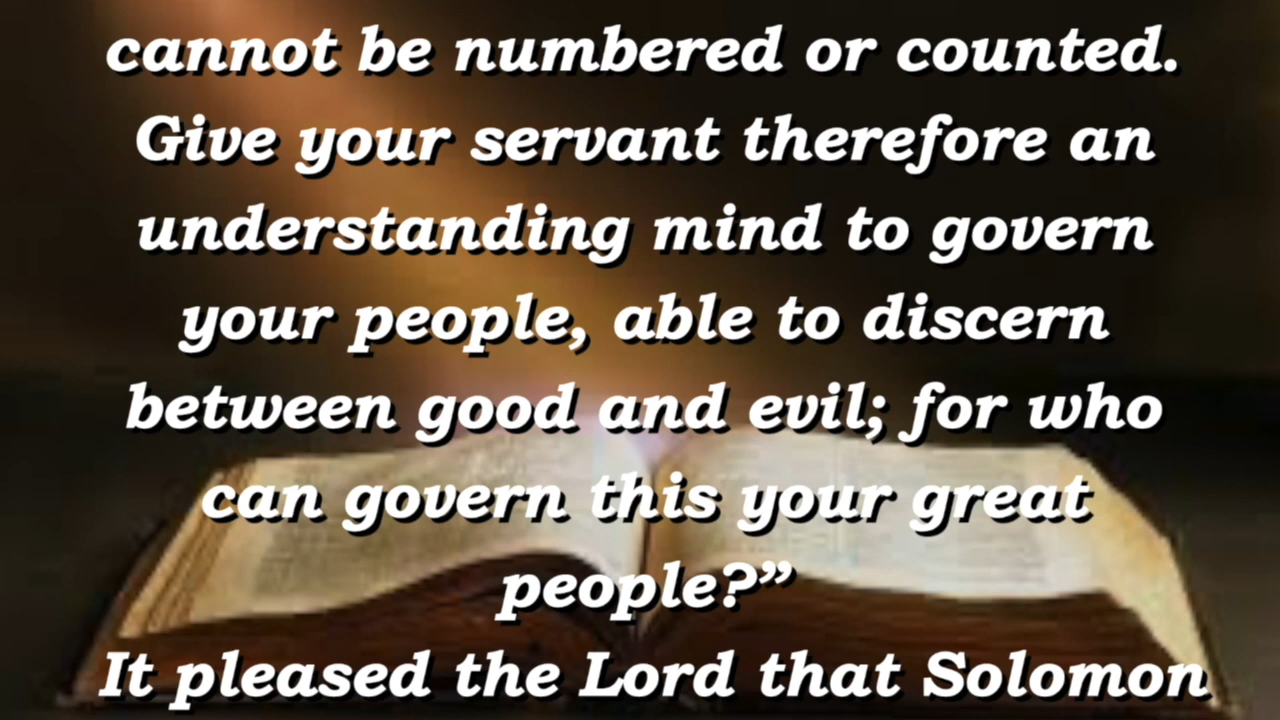 cannot be numbered or counted.
Give your servant therefore an
understanding mind to govern
your people, able to discern
between good and evil; for who
can govern this your great
people?”
It pleased the Lord that Solomon